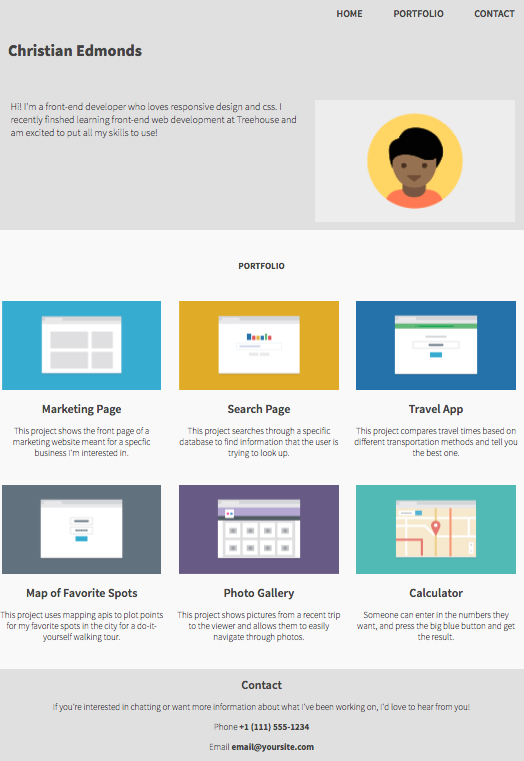 HOME PORTFOLIO CONTACT
Christian Edmonds
Hi! I'm a front-end developer who loves responsive design and css. I
recently finshed learning front-end web development at Treehouse and
am excited to put all my skills to use!
PORTFOLIO
Marketing Page
This project shows the front page of a
marketing website meant for a specfic
business I'm interested in.
Search Page
This project searches through a specific
database to find information that the user is
trying to look up.
Travel App
This project compares travel times based on
different transportation methods and tell you
the best one.
Map of Favorite Spots
This project uses mapping apis to plot points
for my favorite spots in the city for a do-it-
yourself walking tour.
Photo Gallery
This project shows pictures from a recent trip
to the viewer and allows them to easily
navigate through photos.
Calculator
Someone can enter in the numbers they
want, and press the big blue button and get
the result.
Contact
If you're interested in chatting or want more information about what I've been working on, I'd love to hear from you!
Phone +1 (111) 555-1234
Email email@yoursite.com